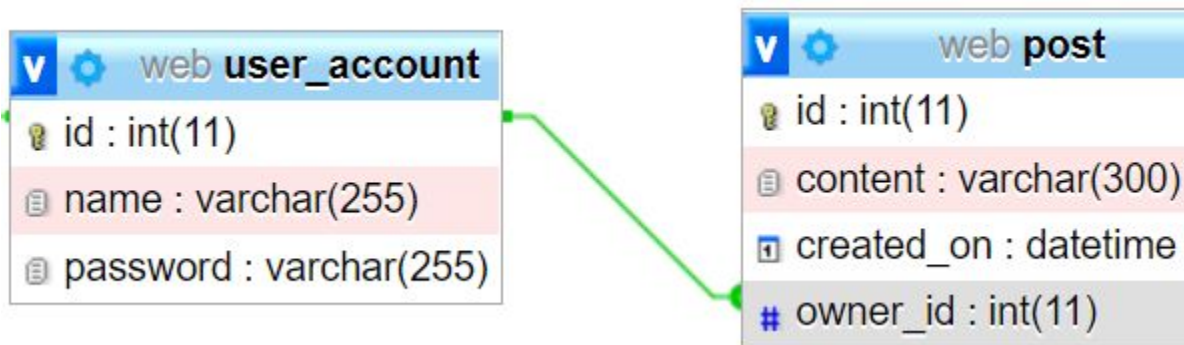 v web user_account
id : int(11)
name : varchar(255)
password : varchar(255)
v web post
id : int(11)
content : varchar(300)
created_on : datetime
# owner_id : int(11)